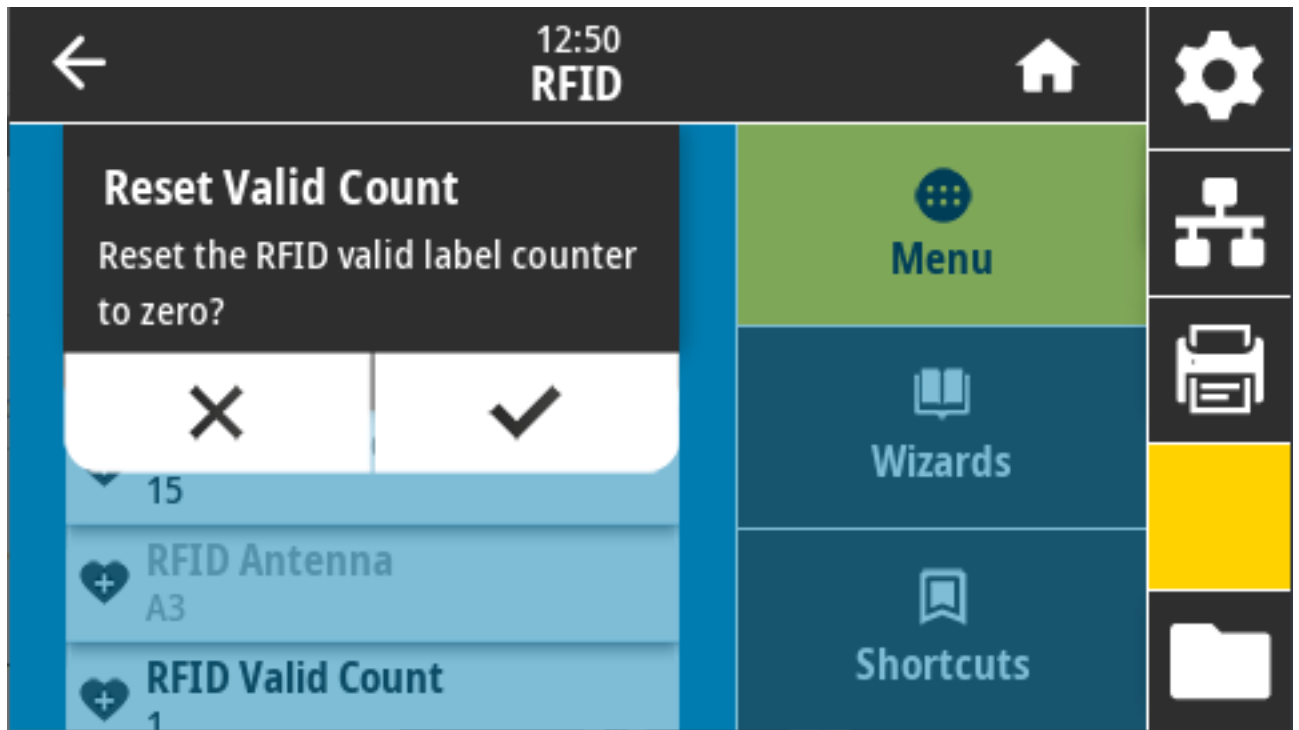 12:50
RFID
Reset Valid Count
Reset the RFID valid label counter
to zero?
15
RFID Antenna
A3
RFID Valid Count
1
Menu
Wizards
Shortcuts